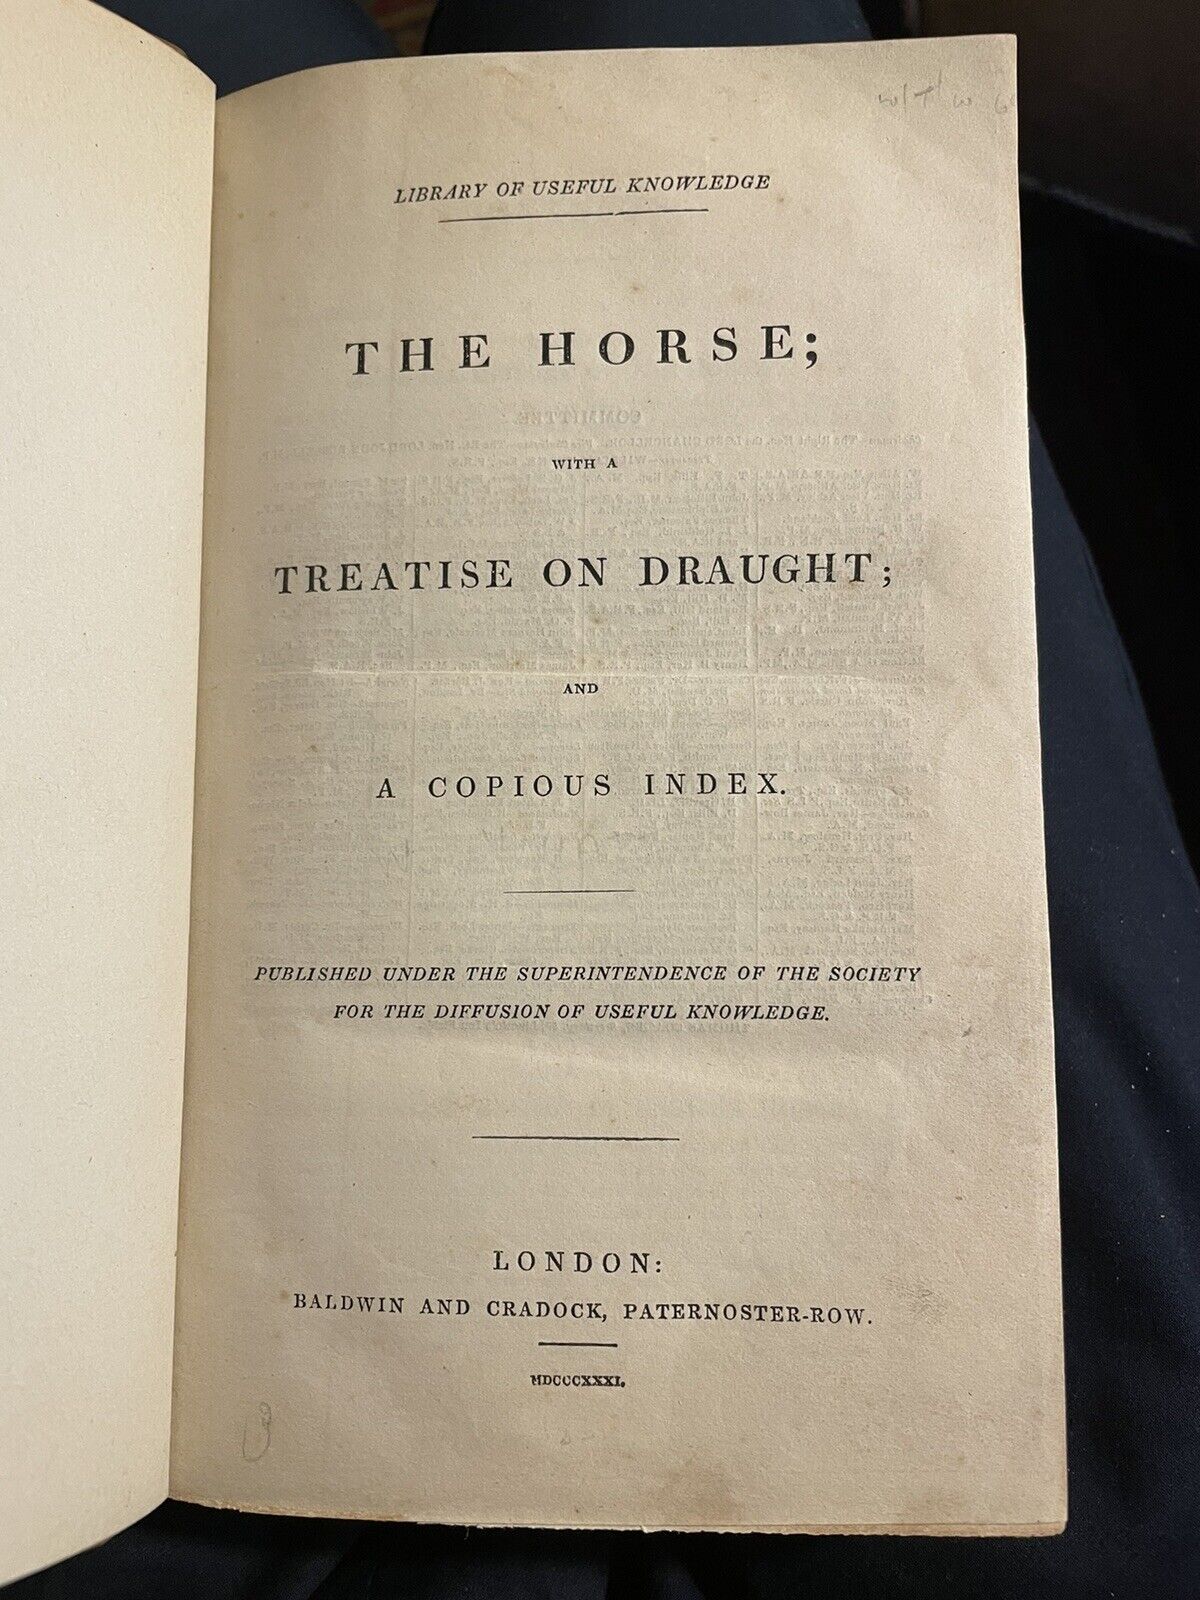 LIBRARY OF USEFUL KNOWLEDGE
THE HORSE;
WITH A
TREATISE ON DRAUGHT;
AND
A COPIOUS INDEX.
PUBLISHED UNDER THE SUPERINTENDENCE OF THE SOCIETY
FOR THE DIFFUSION OF USEFUL KNOWLEDGE.
LONDON:
BALDWIN AND CRADOCK, PATERNOSTER-ROW.
MDCCCXXXI.